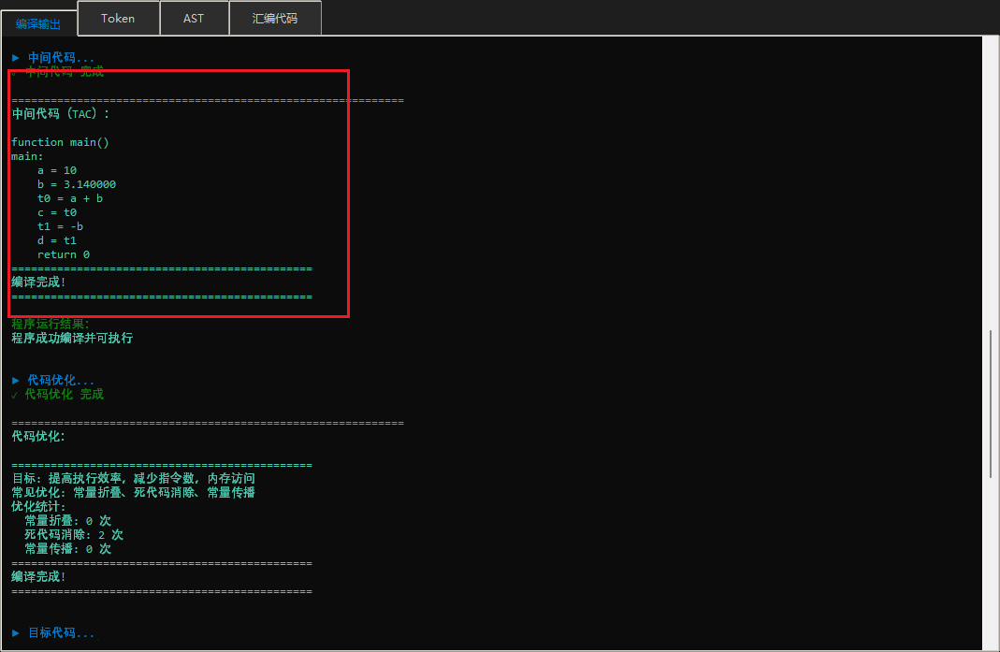 编译输出
Token
AST
汇编代码
► 中间代码...
✓ 中间代码 完成
============================================================
中间代码（TAC）：
function main()
main:
    a = 10
    b = 3.140000
    t0 = a + b
    c = t0
    t1 = -b
    d = t1
    return 0
==============================================
编译完成!
==============================================
程序运行结果:
程序成功编译并可执行
► 代码优化...
✓ 代码优化 完成
============================================================
代码优化:
==============================================
目标: 提高执行效率, 减少指令数, 内存访问
常见优化: 常量折叠、死代码消除、常量传播
优化统计:
  常量折叠: 0 次
  死代码消除: 2 次
  常量传播: 0 次
==============================================
编译完成!
==============================================
► 目标代码...